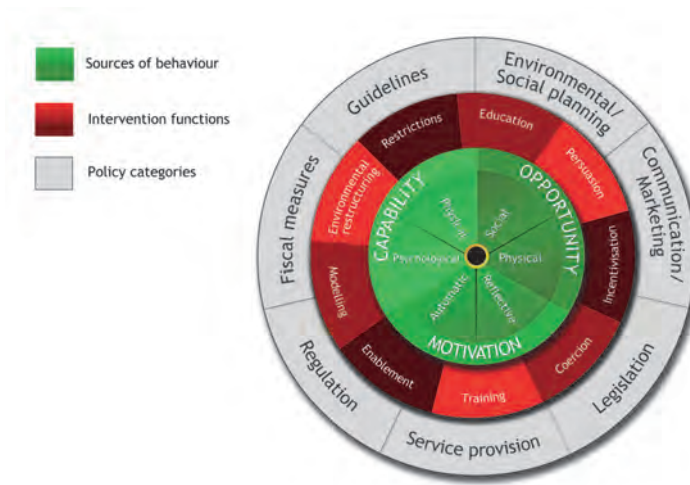 Sources of behaviour
Intervention functions
Policy categories
Guidelines
Environmental/
Social planning
Communication/
Marketing
Legislation
Service provision
Regulation
Fiscal measures
Restrictions
Education
Persuasion
Incentivisation
Coercion
Training
Enablement
Modelling
Environmental
restructuring
CAPABILITY
OPPORTUNITY
MOTIVATION
Physical
Social
Physical
Reflective
Automatic
Psychological